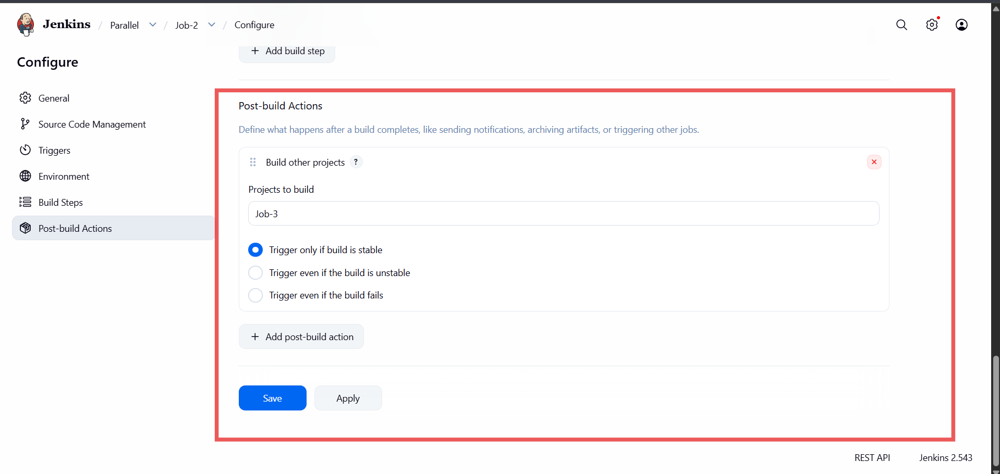 Jenkins / Parallel / Job-2 / Configure
Configure
General
Source Code Management
Triggers
Environment
Build Steps
Post-build Actions
+ Add build step
Post-build Actions
Define what happens after a build completes, like sending notifications, archiving artifacts, or triggering other jobs.
Build other projects ?
Projects to build
Job-3
Trigger only if build is stable
Trigger even if the build is unstable
Trigger even if the build fails
+ Add post-build action
Save Apply
REST API Jenkins 2.543